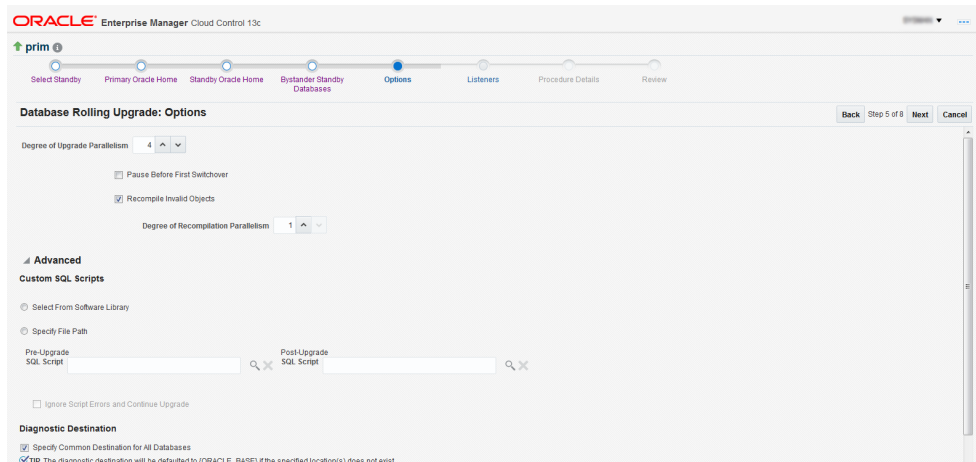 ORACLE Enterprise Manager Cloud Control 13c
prim
Select Standby Primary Oracle Home Standby Oracle Home Bystander Standby Databases Options Listeners Procedure Details Review
Database Rolling Upgrade: Options
Back Step 5 of 8 Next Cancel
Degree of Upgrade Parallelism 4
Pause Before First Switchover
Recompile Invalid Objects
Degree of Recompilation Parallelism 1
Advanced
Custom SQL Scripts
Select From Software Library
Specify File Path
Pre-Upgrade SQL Script
Post-Upgrade SQL Script
Ignore Script Errors and Continue Upgrade
Diagnostic Destination
Specify Common Destination for All Databases
TIP The diagnostic destination will be defaulted to {ORACLE_BASE} if the specified location(s) does not exist